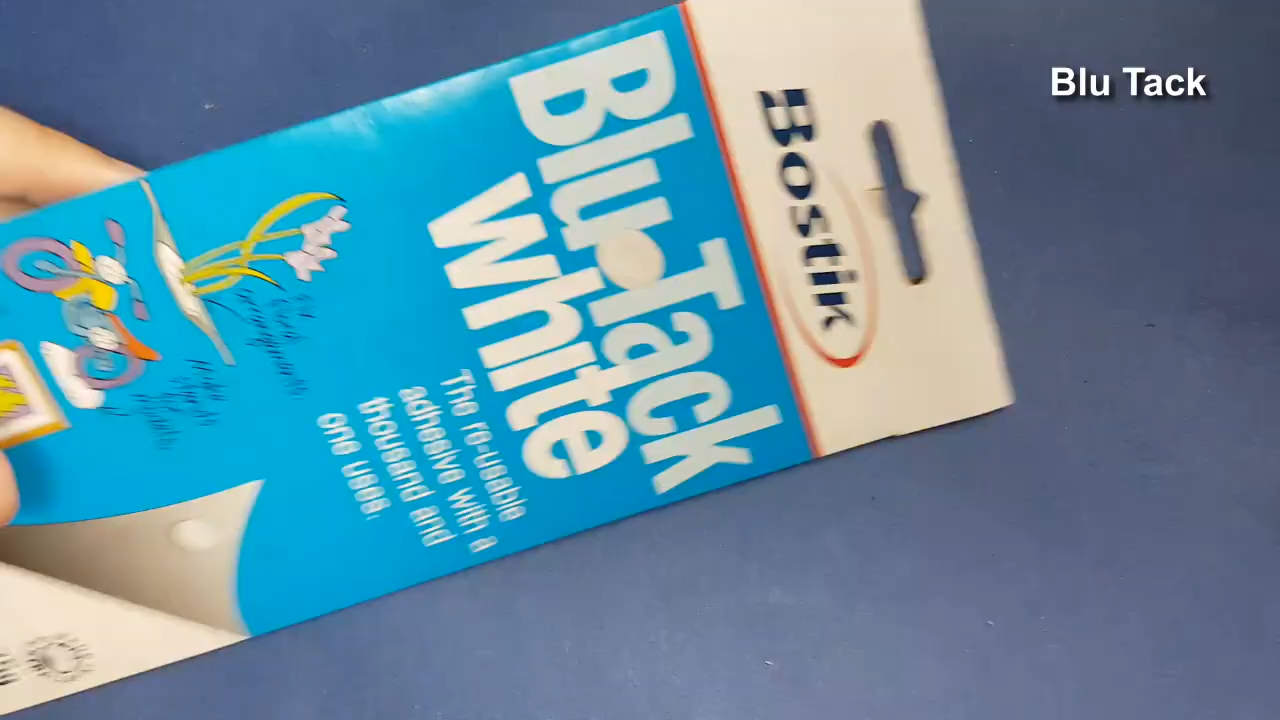 Blu Tack
Bostik
Blu·Tack
White
The re-usable
adhesive with a
thousand and
one uses.